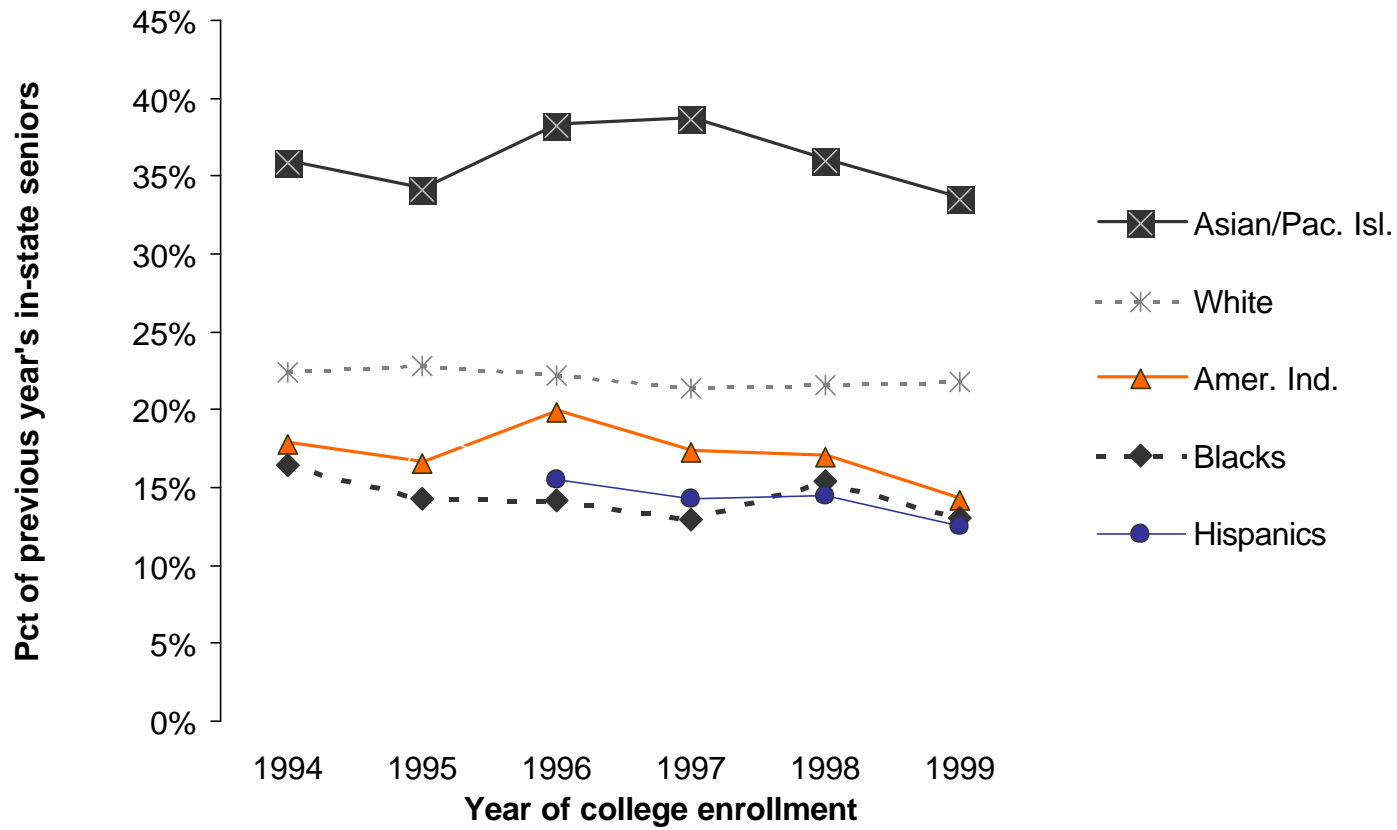 Pct of previous year's in-state seniors
45%
40%
35%
30%
25%
20%
15%
10%
5%
0%
1994 1995 1996 1997 1998 1999
Year of college enrollment
Asian/Pac. Isl.
White
Amer. Ind.
Blacks
Hispanics